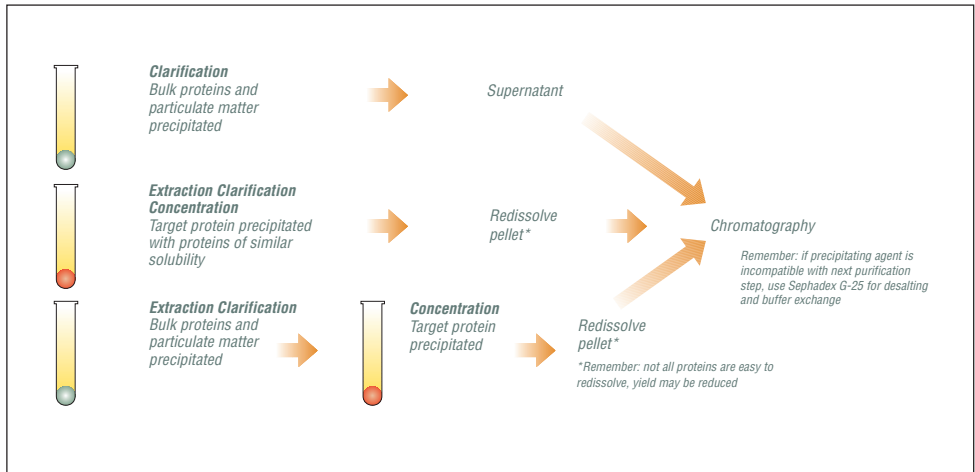 Clarification
Bulk proteins and
particulate matter
precipitated
Supernatant
Extraction Clarification
Concentration
Target protein precipitated
with proteins of similar
solubility
Redissolve
pellet*
Chromatography
Remember: if precipitating agent is
incompatible with next purification
step, use Sephadex G-25 for desalting
and buffer exchange
Extraction Clarification
Bulk proteins and
particulate matter
precipitated
Concentration
Target protein
precipitated
Redissolve
pellet*
*Remember: not all proteins are easy to
redissolve, yield may be reduced